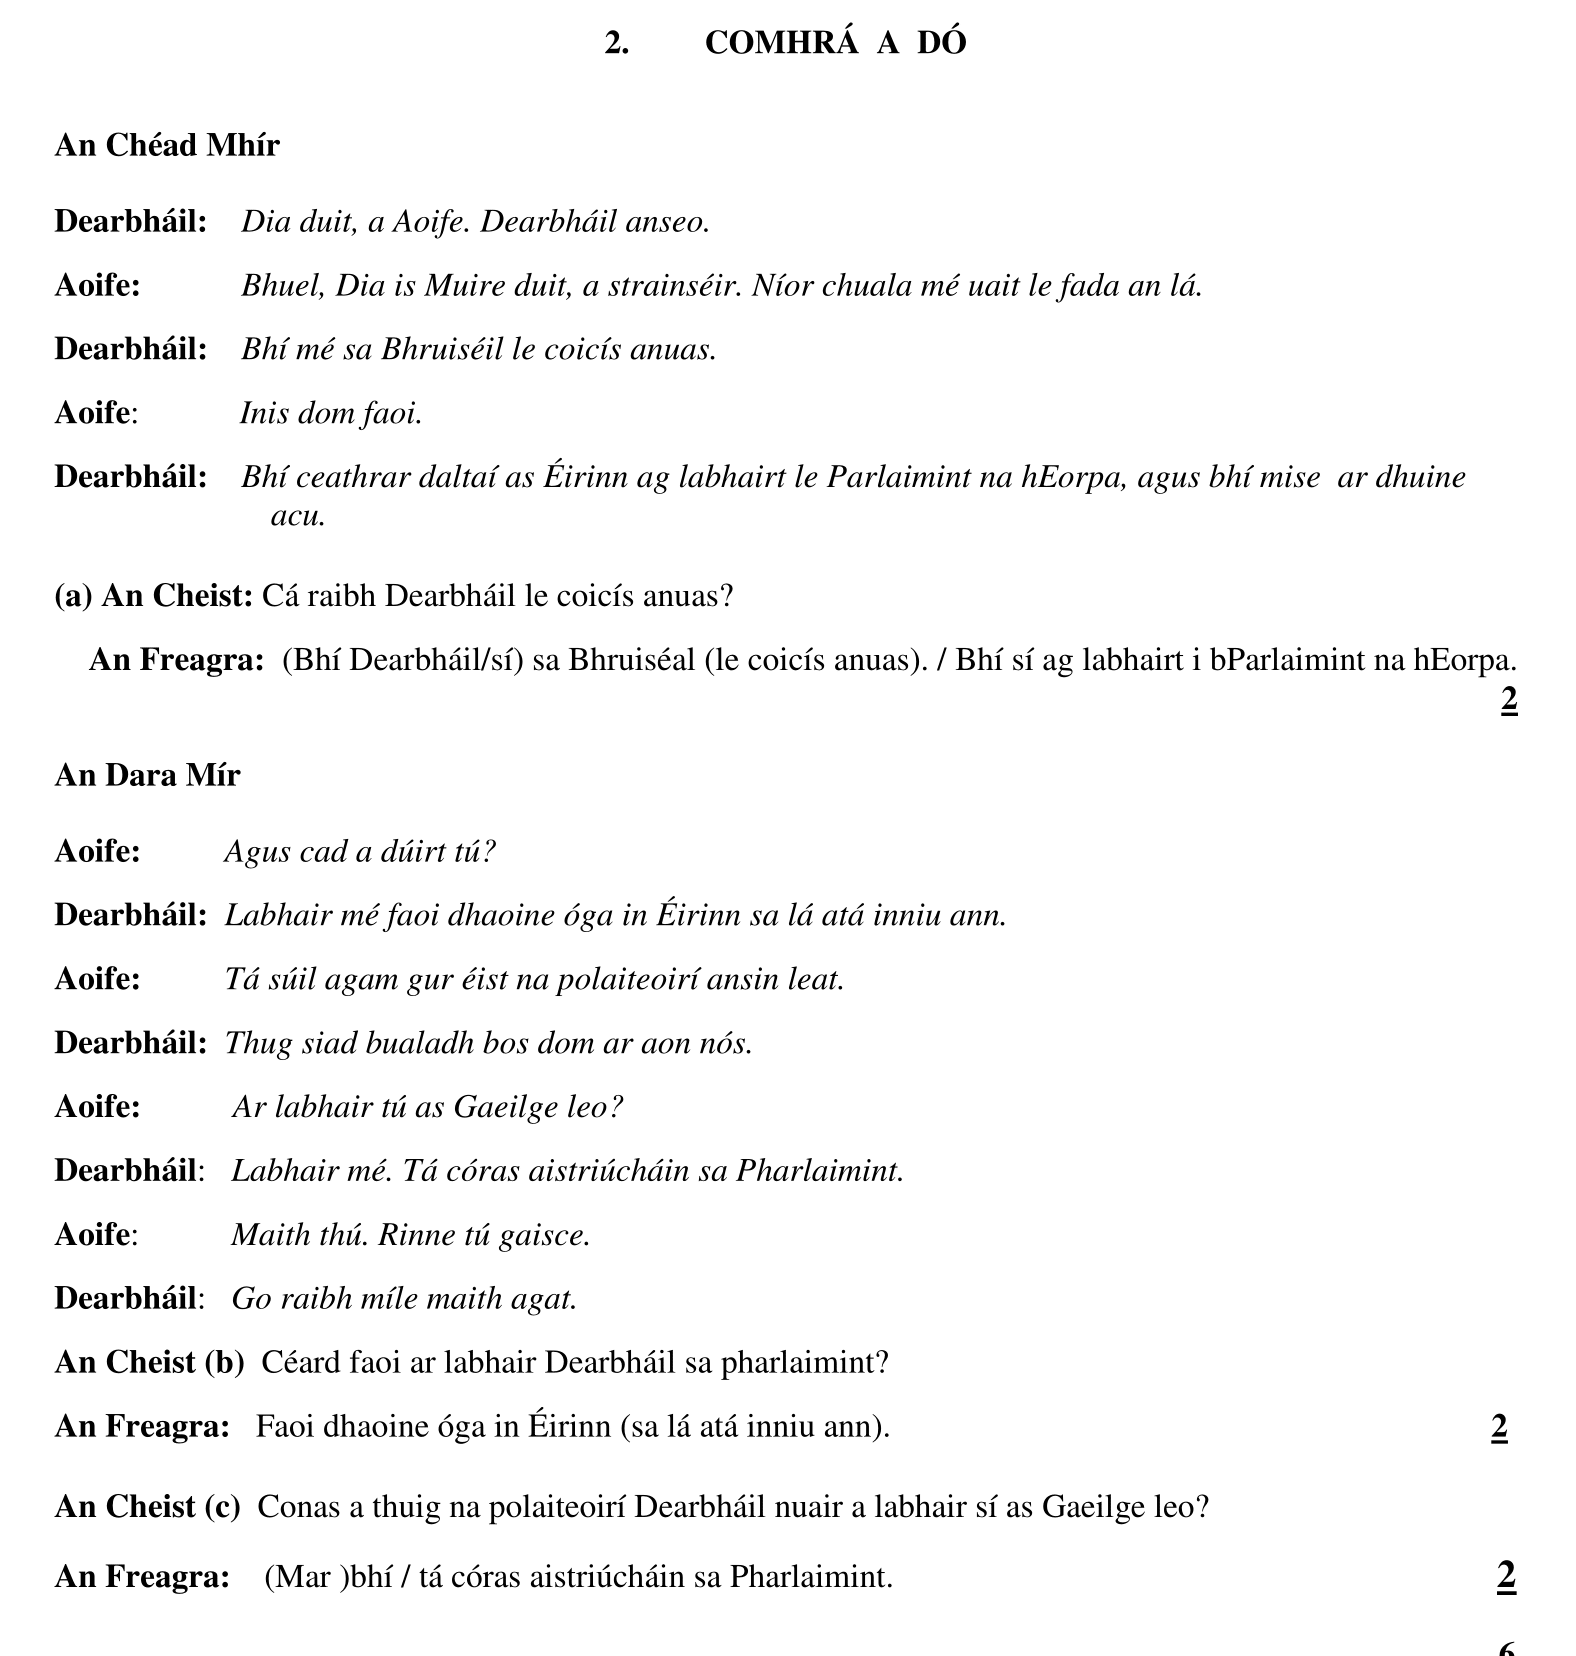 2. COMHRÁ A DÓ
An Chéad Mhír
Dearbháil: Dia duit, a Aoife. Dearbháil anseo.
Aoife: Bhuel, Dia is Muire duit, a strainséir. Níor chuala mé uait le fada an lá.
Dearbháil: Bhí mé sa Bhruiséil le coicís anuas.
Aoife: Inis dom faoi.
Dearbháil: Bhí ceathrar daltaí as Éirinn ag labhairt le Parlaimint na hEorpa, agus bhí mise ar dhuine
acu.
(a) An Cheist: Cá raibh Dearbháil le coicís anuas?
An Freagra: (Bhí Dearbháil/sí) sa Bhruiséal (le coicís anuas). / Bhí sí ag labhairt i bParlaimint na hEorpa.
2
An Dara Mír
Aoife: Agus cad a dúirt tú?
Dearbháil: Labhair mé faoi dhaoine óga in Éirinn sa lá atá inniu ann.
Aoife: Tá súil agam gur éist na polaiteoirí ansin leat.
Dearbháil: Thug siad bualadh bos dom ar aon nós.
Aoife: Ar labhair tú as Gaeilge leo?
Dearbháil: Labhair mé. Tá córas aistriúcháin sa Pharlaimint.
Aoife: Maith thú. Rinne tú gaisce.
Dearbháil: Go raibh míle maith agat.
An Cheist (b) Céard faoi ar labhair Dearbháil sa pharlaimint?
An Freagra: Faoi dhaoine óga in Éirinn (sa lá atá inniu ann). 2
An Cheist (c) Conas a thuig na polaiteoirí Dearbháil nuair a labhair sí as Gaeilge leo?
An Freagra: (Mar )bhí / tá córas aistriúcháin sa Pharlaimint. 2
6